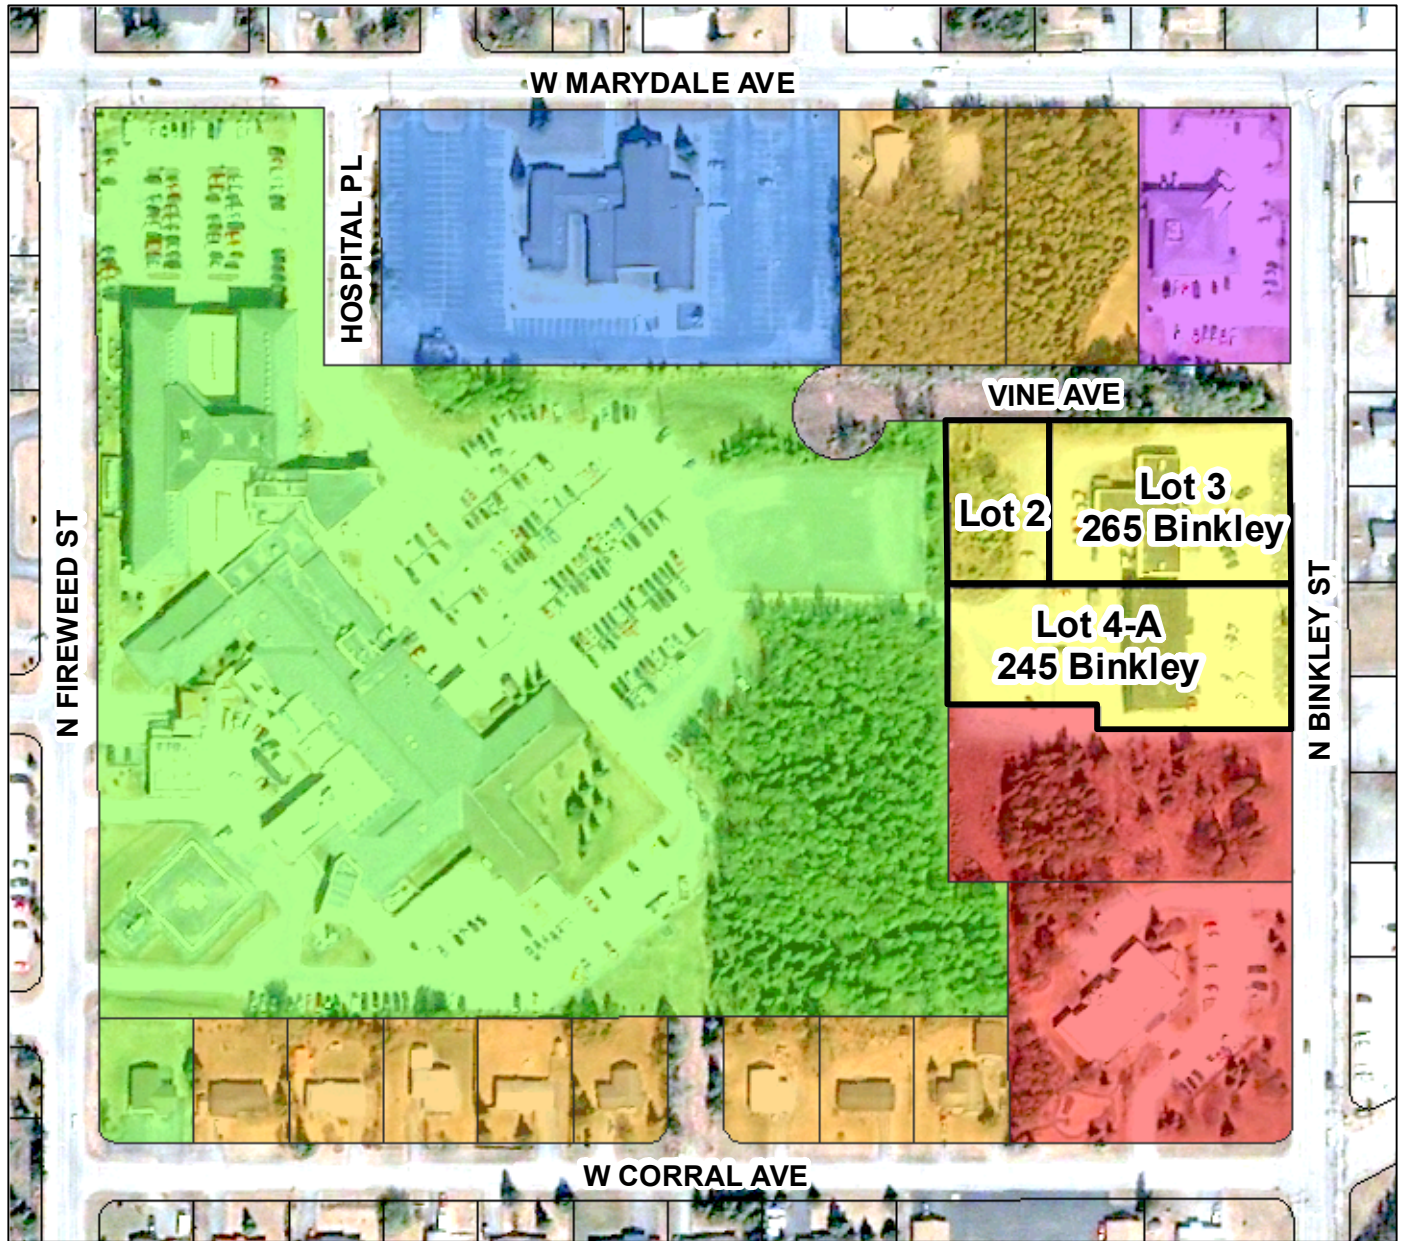 W MARYDALE AVE
HOSPITAL PL
VINE AVE
Lot 2
Lot 3
265 Binkley
N FIREWEED ST
Lot 4-A
245 Binkley
N BINKLEY ST
W CORRAL AVE